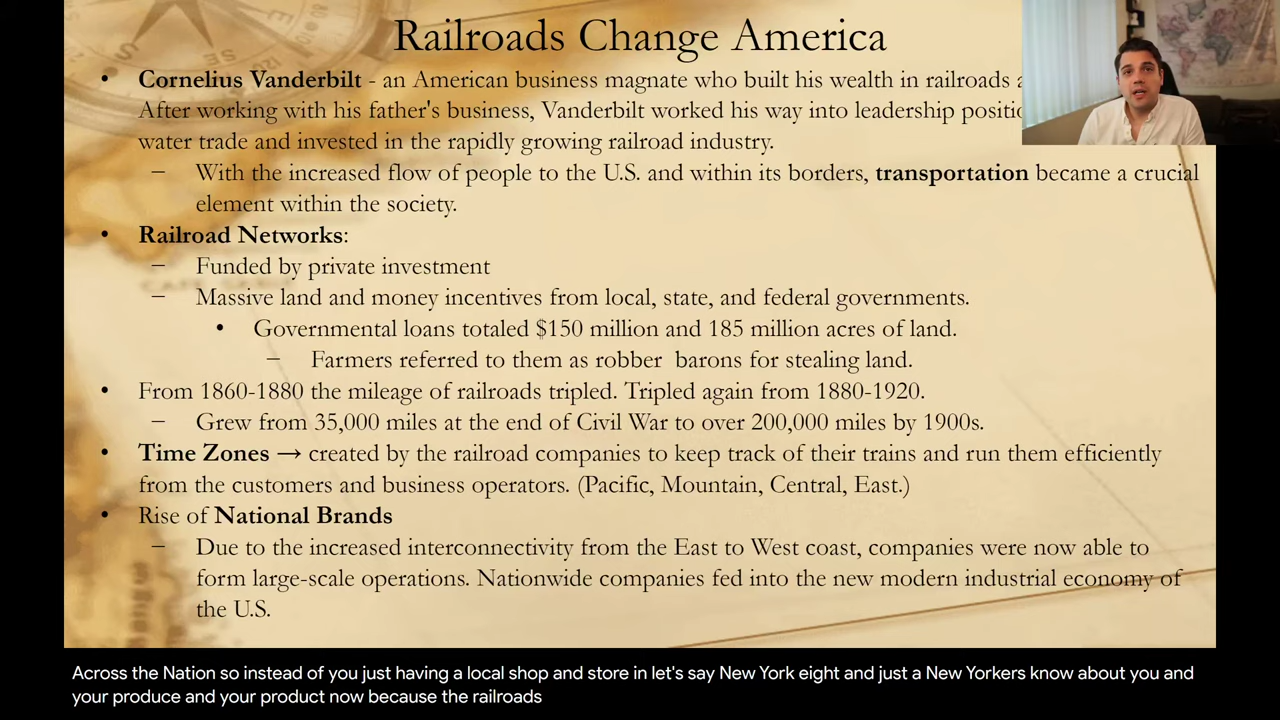 Railroads Change America
• Cornelius Vanderbilt - an American business magnate who built his wealth in railroads
After working with his father's business, Vanderbilt worked his way into leadership
water trade and invested in the rapidly growing railroad industry.
– With the increased flow of people to the U.S. and within its borders, transportation became a crucial
element within the society.
• Railroad Networks:
– Funded by private investment
– Massive land and money incentives from local, state, and federal governments.
• Governmental loans totaled $150 million and 185 million acres of land.
– Farmers referred to them as robber barons for stealing land.
• From 1860-1880 the mileage of railroads tripled. Tripled again from 1880-1920.
– Grew from 35,000 miles at the end of Civil War to over 200,000 miles by 1900s.
• Time Zones → created by the railroad companies to keep track of their trains and run them efficiently
from the customers and business operators. (Pacific, Mountain, Central, East.)
• Rise of National Brands
– Due to the increased interconnectivity from the East to West coast, companies were now able to
form large-scale operations. Nationwide companies fed into the new modern industrial economy of
the U.S.
Across the Nation so instead of you just having a local shop and store in let's say New York eight and just a New Yorkers know about you and
your produce and your product now because the railroads